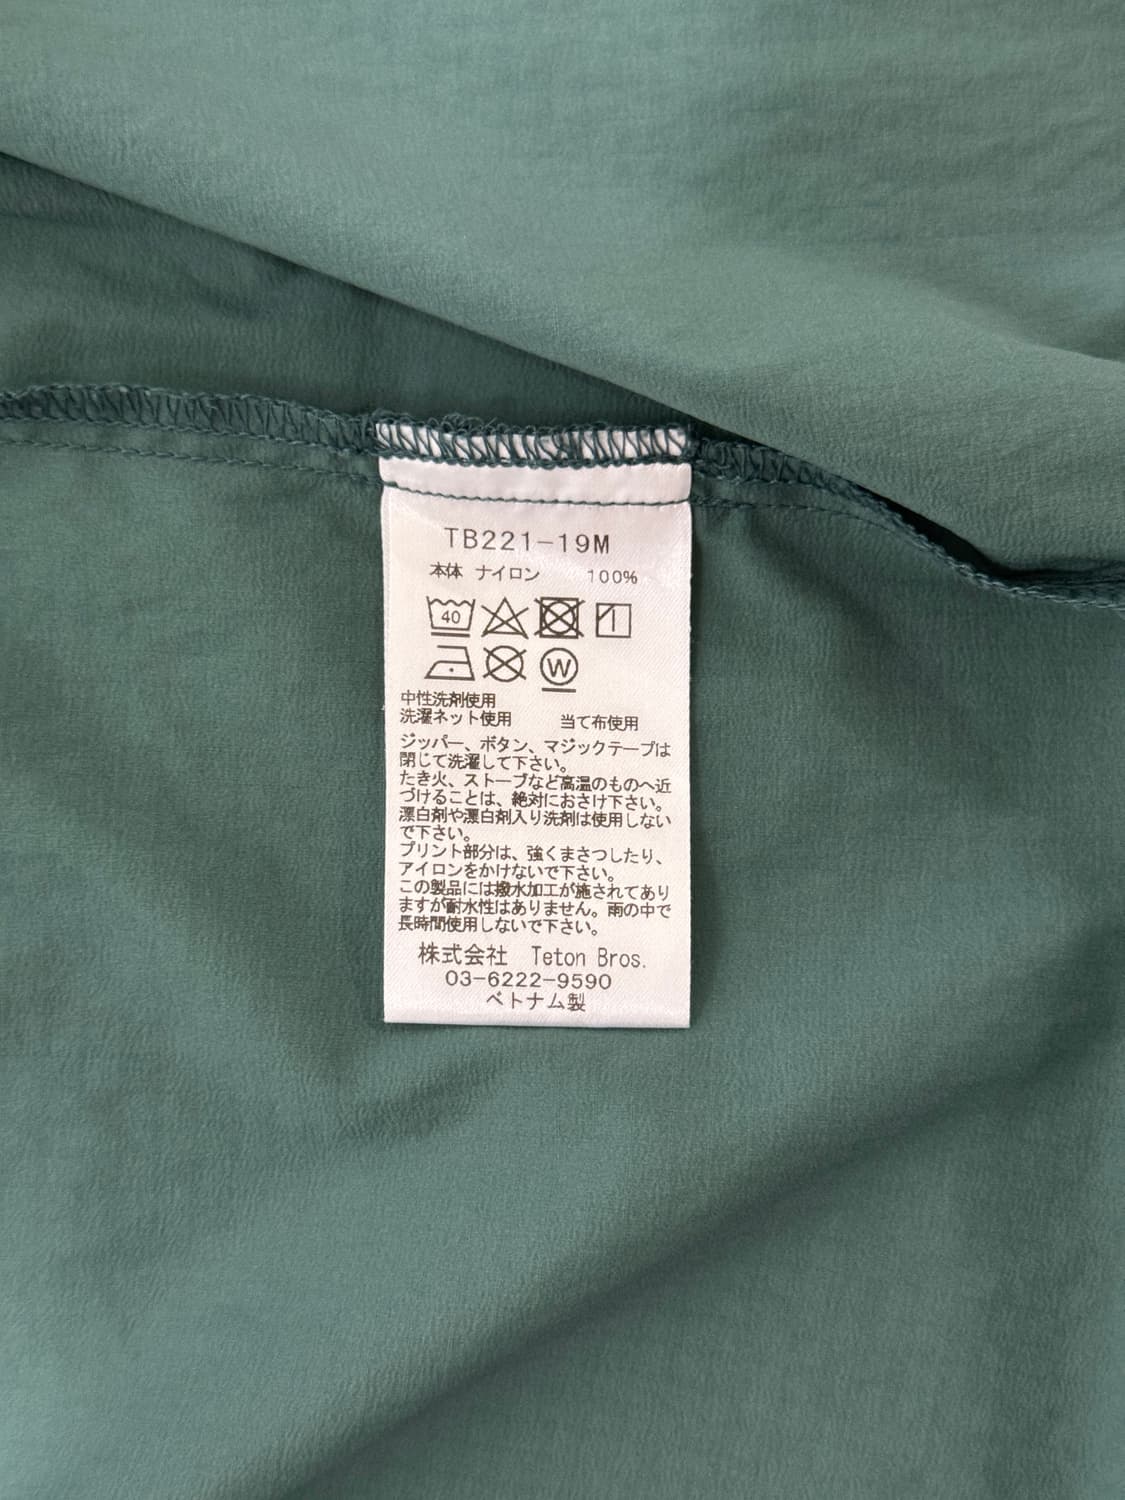 TB221-19M
本体 ナイロン 100%
40
W
中性洗剤使用
洗濯ネット使用 当て布使用
ジッパー、ボタン、マジックテープは
閉じて洗濯して下さい。
たき火、ストーブなど高温のものへ近
づけることは、絶対におさけ下さい。
漂白剤や漂白剤入り洗剤は使用しない
で下さい。
プリント部分は、強くまさつしたり、
アイロンをかけないで下さい。
この製品には撥水加工が施されてあり
ますが耐水性はありません。雨の中で
長時間使用しないで下さい。
株式会社 Teton Bros.
03-6222-9590
ベトナム製